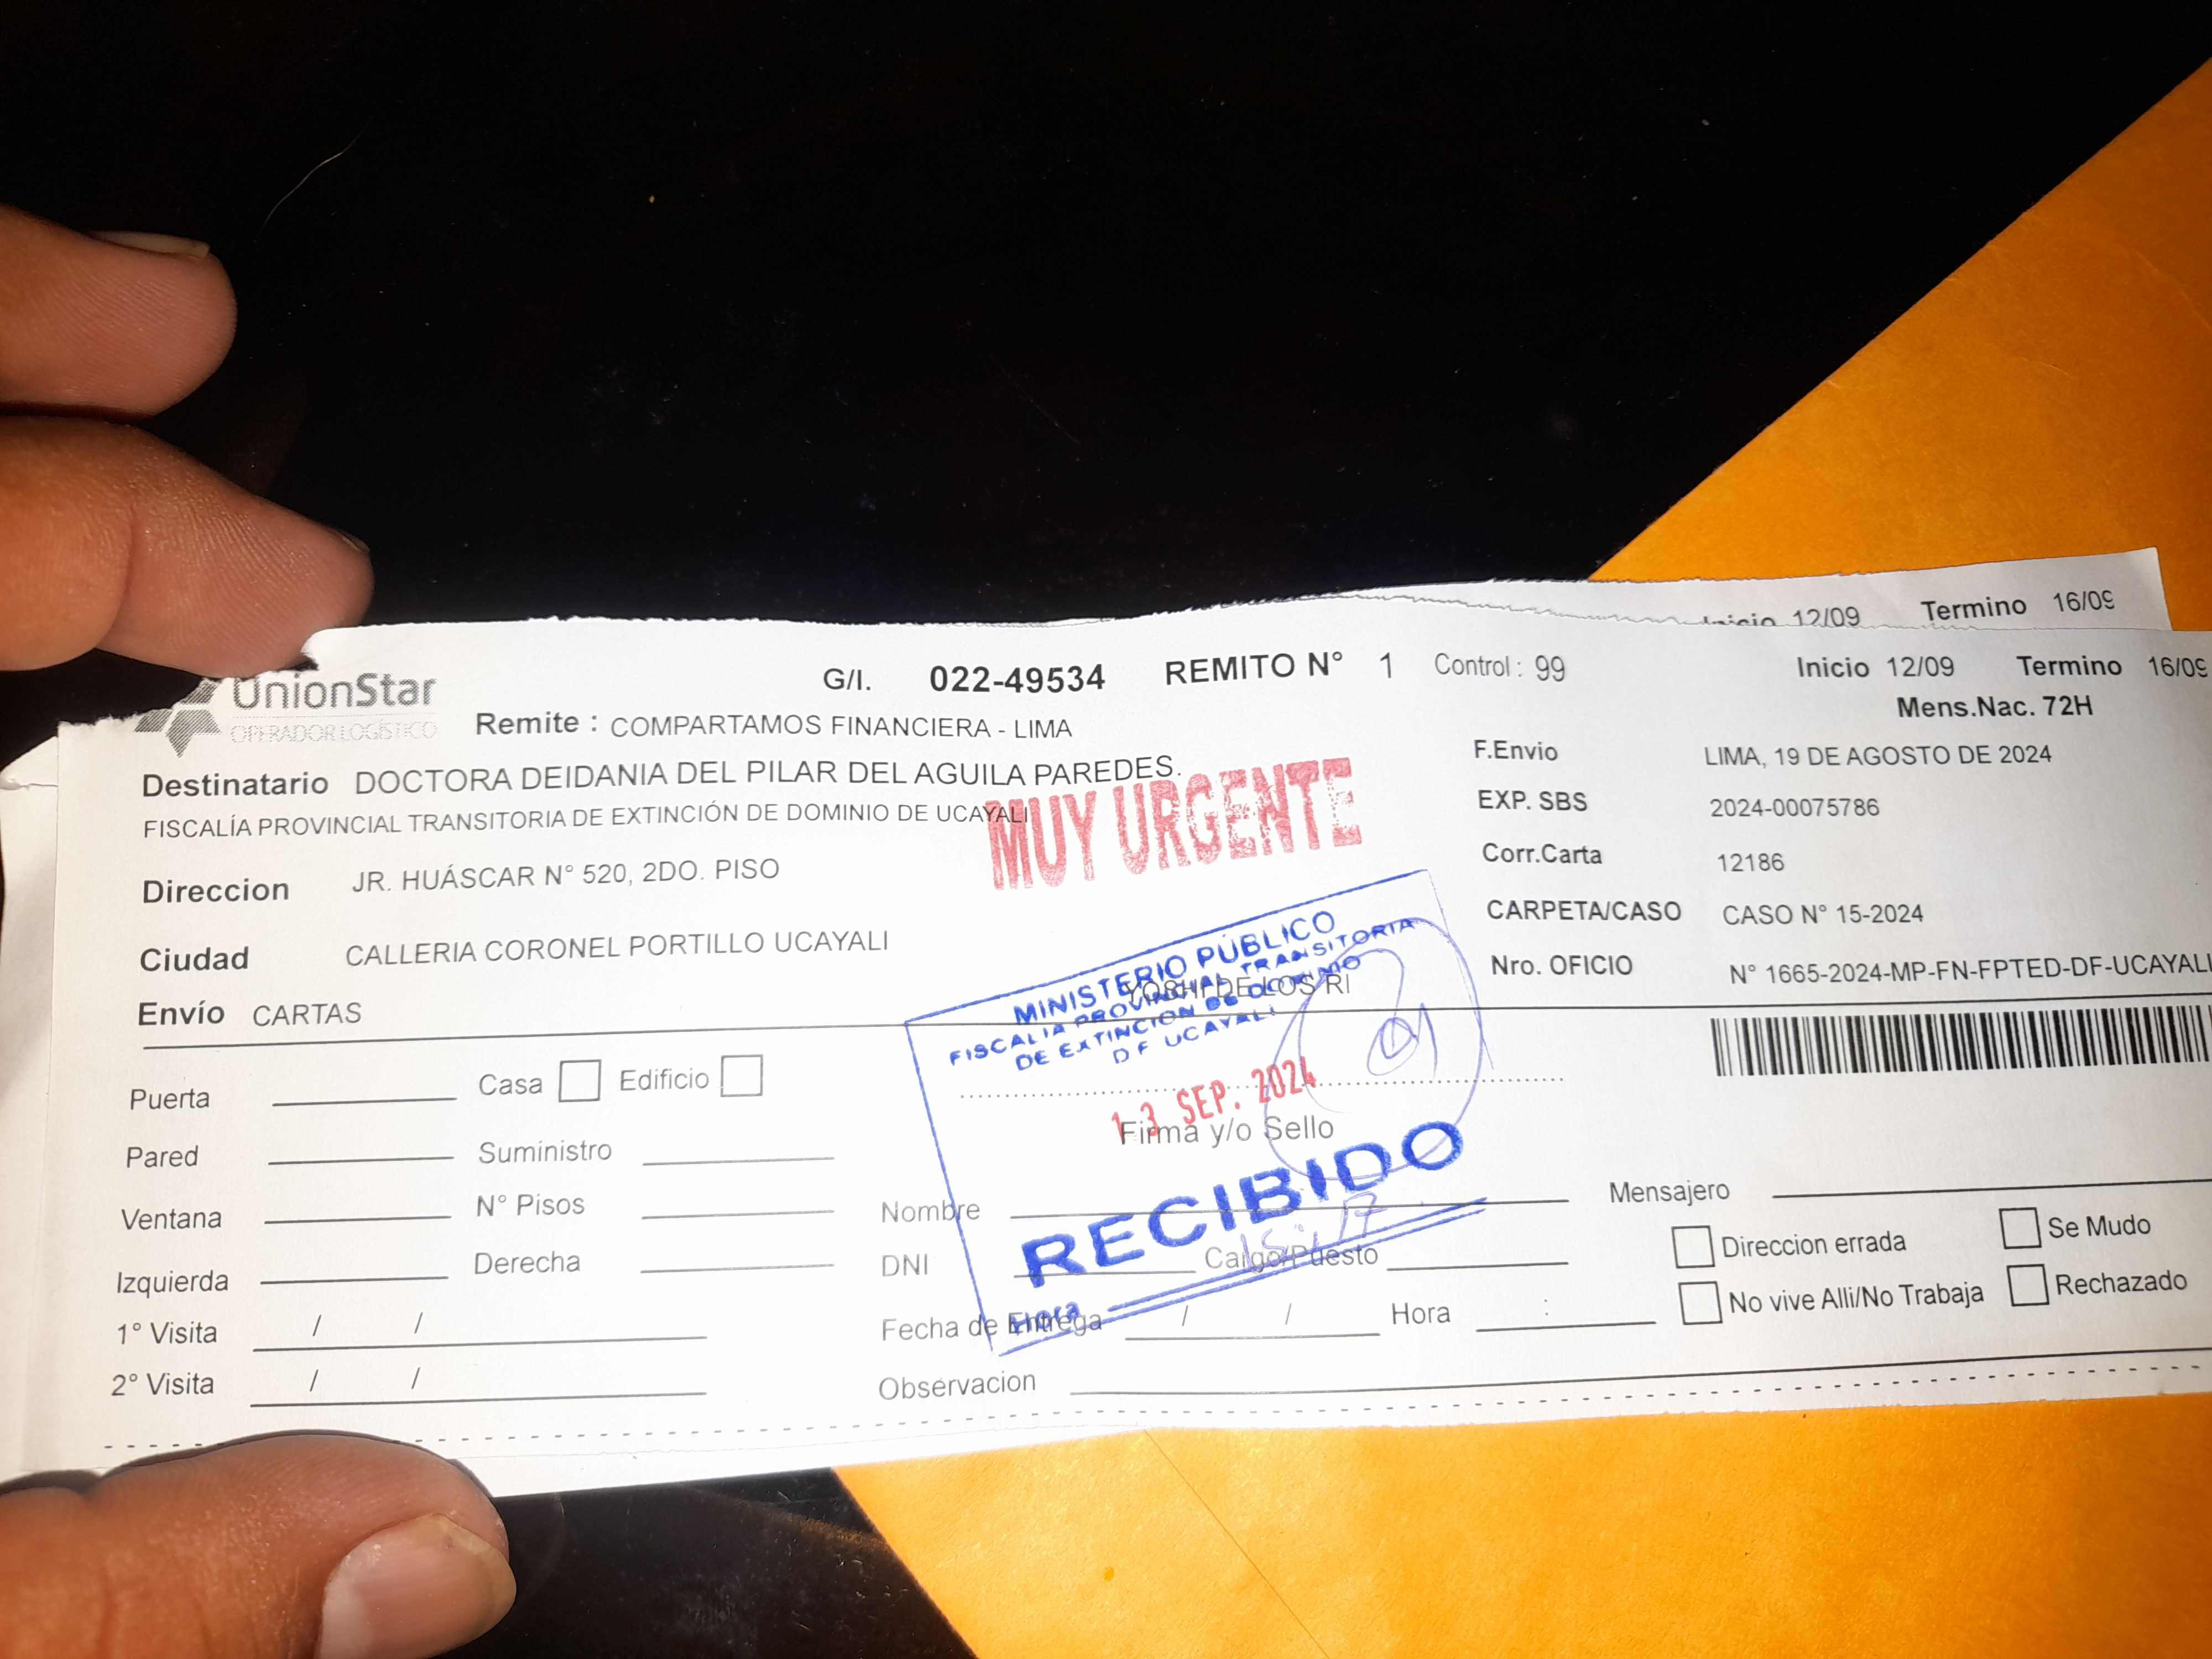 Inicio 12/09 Termino 16/09
UnionStar
OPERADOR LOGÍSTICO
G/I. 022-49534 REMITO N° 1 Control : 99 Inicio 12/09 Termino 16/09
Mens.Nac. 72H
Remite : COMPARTAMOS FINANCIERA - LIMA
F.Envio LIMA, 19 DE AGOSTO DE 2024
Destinatario DOCTORA DEIDANIA DEL PILAR DEL AGUILA PAREDES.
FISCALÍA PROVINCIAL TRANSITORIA DE EXTINCIÓN DE DOMINIO DE UCAYALI
MUY URGENTE
EXP. SBS 2024-00075786
Direccion JR. HUÁSCAR N° 520, 2DO. PISO
Corr.Carta 12186
CARPETA/CASO CASO N° 15-2024
Ciudad CALLERIA CORONEL PORTILLO UCAYALI
Nro. OFICIO N° 1665-2024-MP-FN-FPTED-DF-UCAYALI
Envío CARTAS
YOSHI DE LOS RI
MINISTERIO PÚBLICO
FISCALIA PROVINCIAL TRANSITORIA
DE EXTINCION DE DOMINIO
DF UCAYALI
13 SEP. 2024
RECIBIDO
Hora
Puerta Casa Edificio
Firma y/o Sello
Pared Suministro
Ventana N° Pisos
Nombre
Mensajero
Izquierda Derecha
DNI Cargo/Puesto
Direccion errada Se Mudo
No vive Alli/No Trabaja Rechazado
1° Visita / /
Fecha de Entrega / / Hora :
2° Visita / /
Observacion